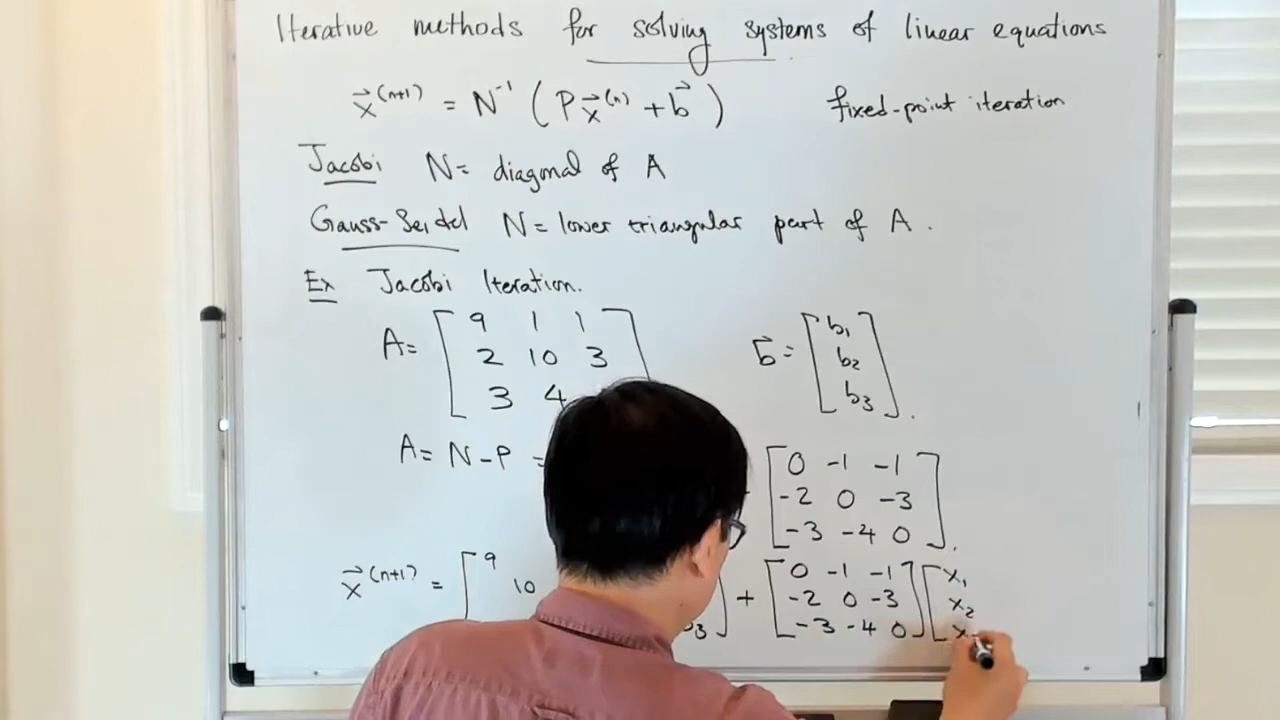 Iterative methods for solving systems of linear equations
x⃗^(n+1) = N^-1 ( P x⃗^(n) + b⃗ ) fixed-point iteration
Jacobi N = diagonal of A
Gauss-Seidel N = lower triangular part of A.
Ex Jacobi Iteration.
A = [ 9 1 1 b⃗ = [ b1
2 10 3 b2
3 4 b3 ].
A = N - P = [ 0 -1 -1
-2 0 -3
-3 -4 0 ].
x⃗^(n+1) = [ 9 + [ 0 -1 -1 ] [ x1
10 -2 0 -3 x2
b3 ] -3 -4 0 x